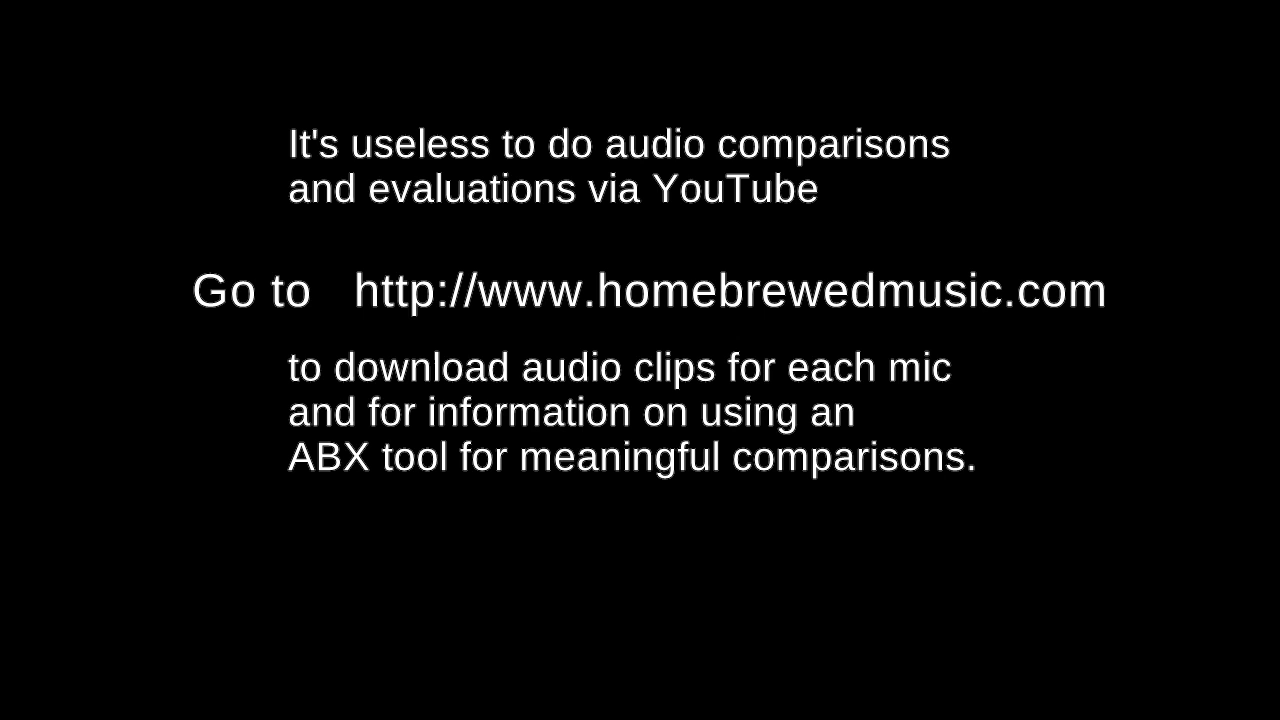 It's useless to do audio comparisons
and evaluations via YouTube
Go to   http://www.homebrewedmusic.com
to download audio clips for each mic
and for information on using an
ABX tool for meaningful comparisons.